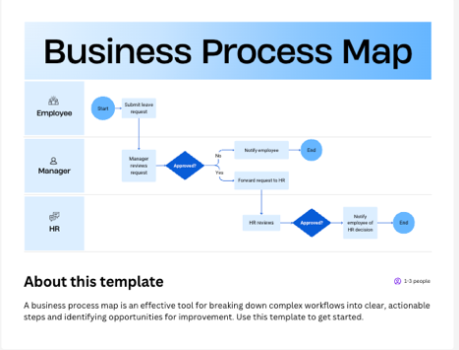 Business Process Map
Employee
Start
Submit leave
request
Manager
Manager
reviews
request
Approved?
No
Notify employee
End
Yes
Forward request to HR
HR
HR reviews
Approved?
Notify
employee of
HR decision
End
About this template
1-3 people
A business process map is an effective tool for breaking down complex workflows into clear, actionable
steps and identifying opportunities for improvement. Use this template to get started.